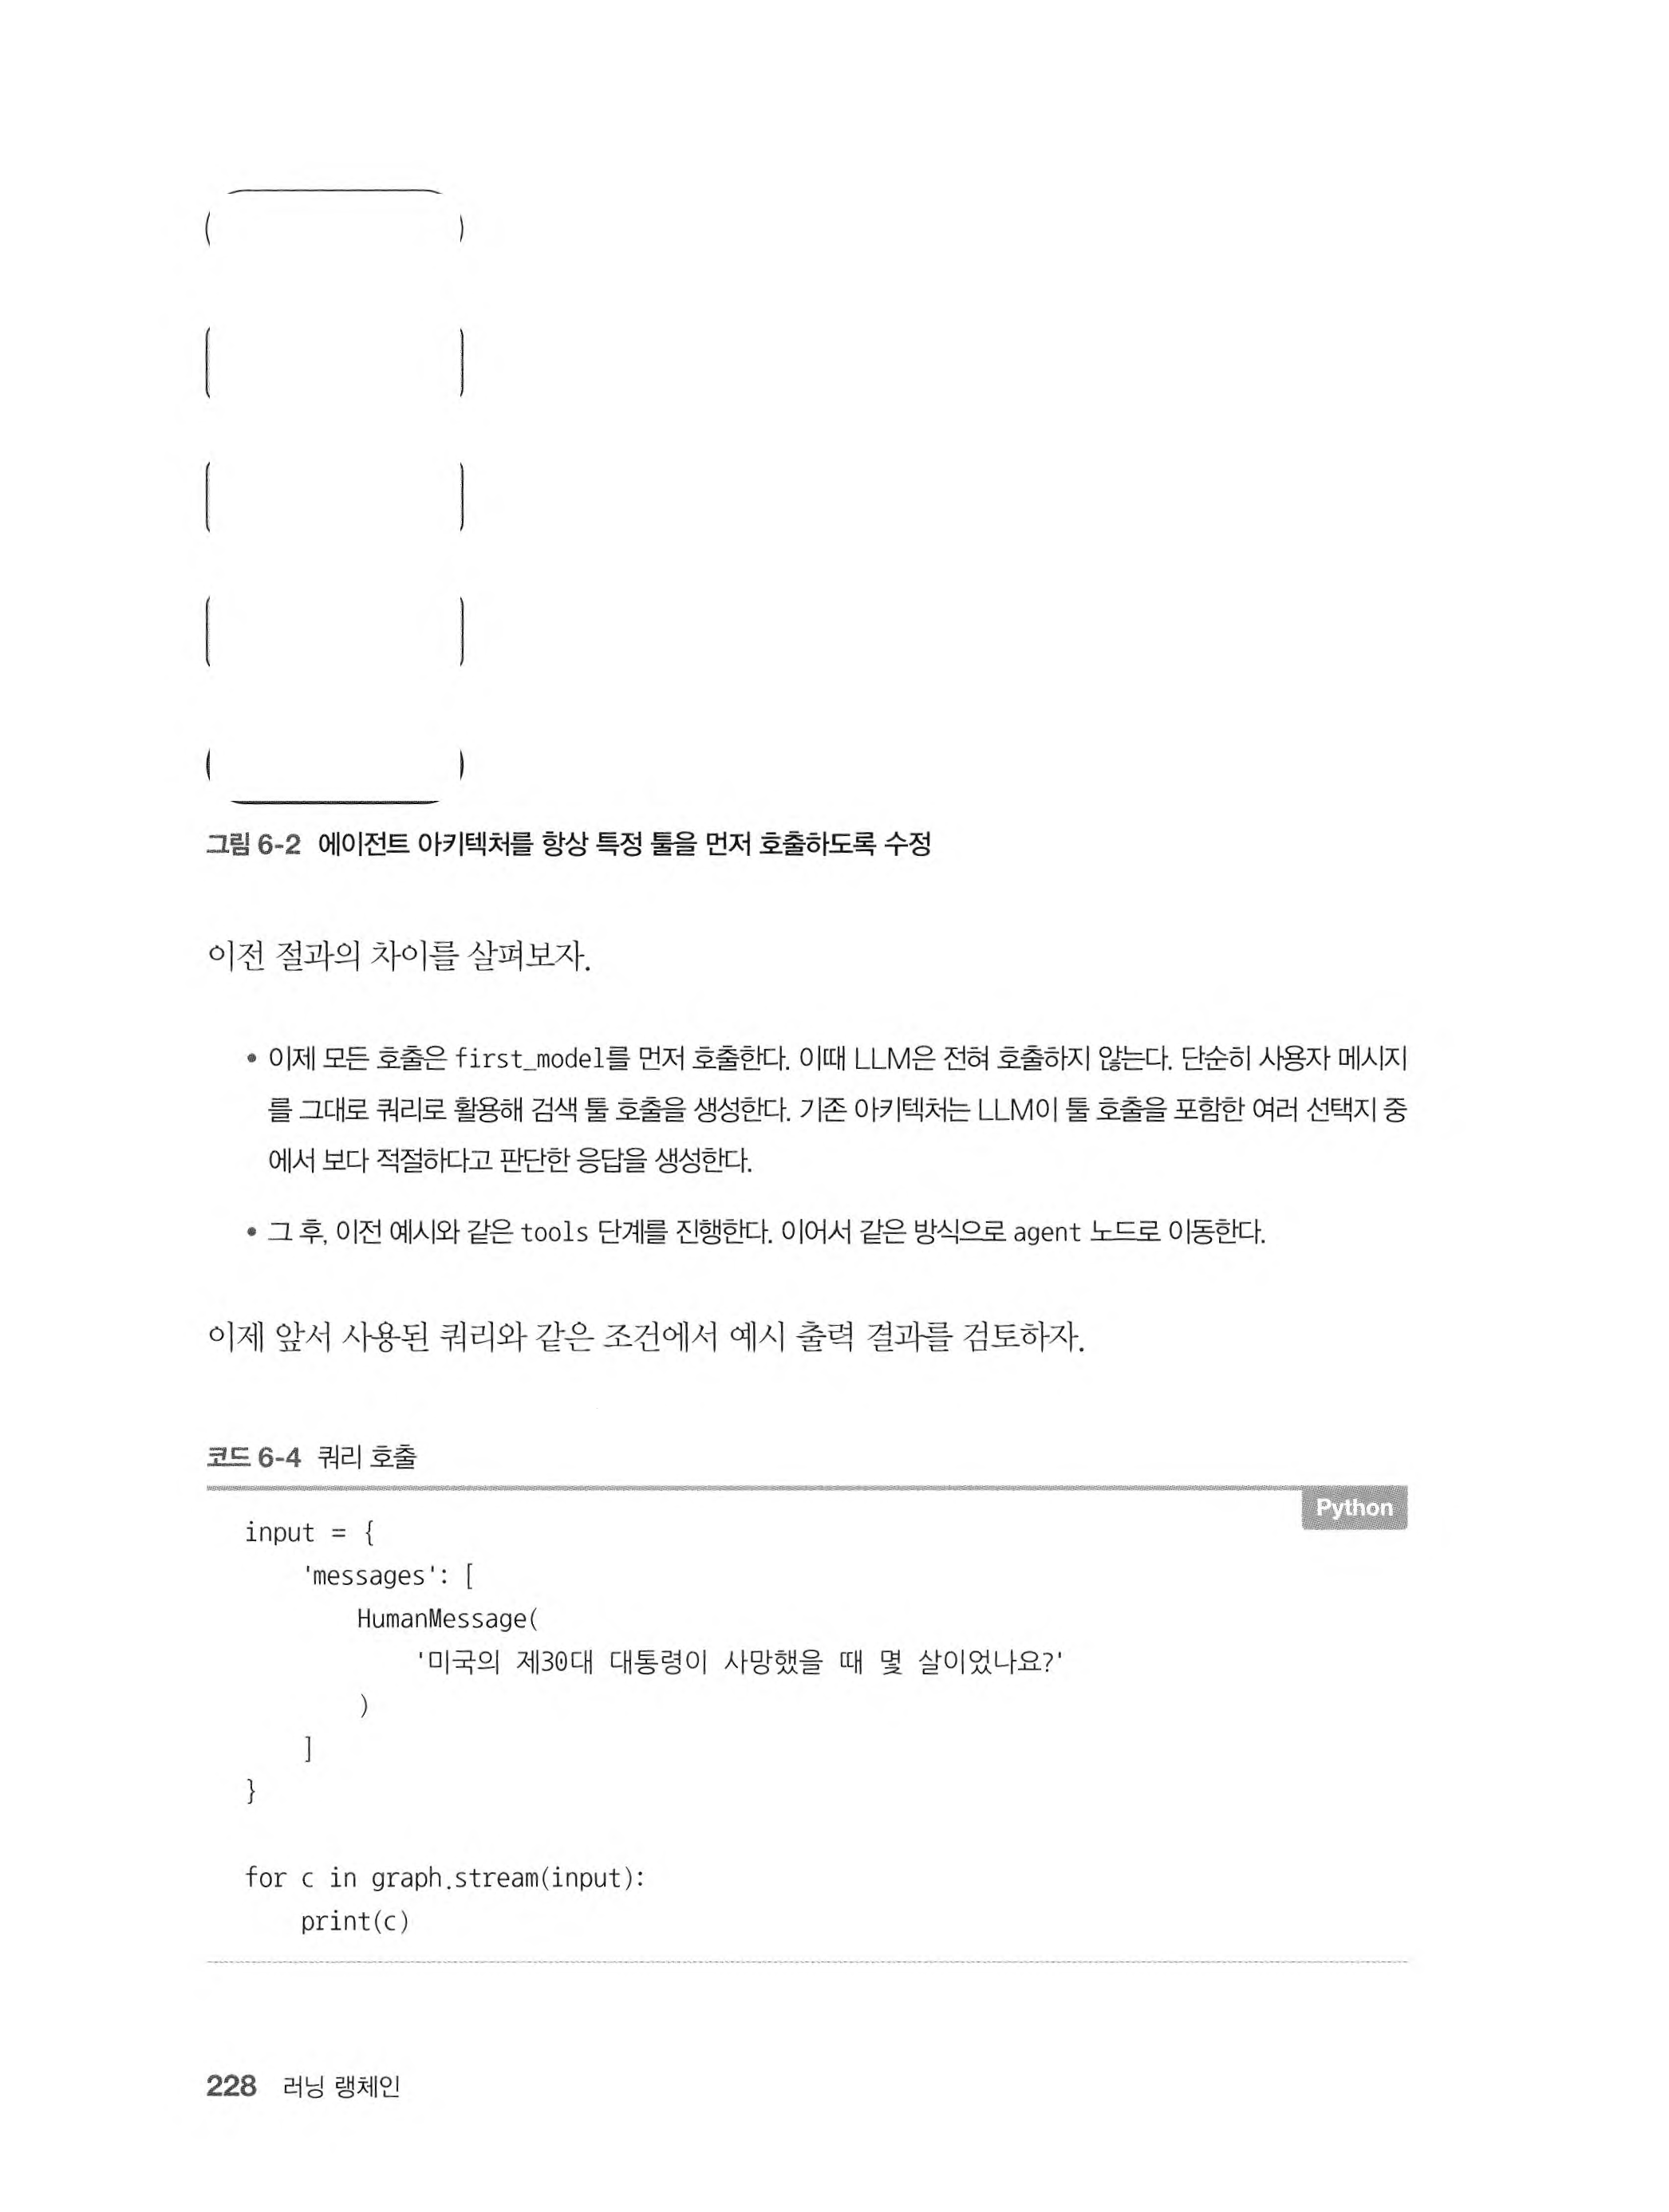 그림 6-2 에이전트 아키텍처를 항상 특정 툴을 먼저 호출하도록 수정
이전 절과의 차이를 살펴보자.
• 이제 모든 호출은 first_model를 먼저 호출한다. 이때 LLM은 전혀 호출하지 않는다. 단순히 사용자 메시지
를 그대로 쿼리로 활용해 검색 툴 호출을 생성한다. 기존 아키텍처는 LLM이 툴 호출을 포함한 여러 선택지 중
에서 보다 적절하다고 판단한 응답을 생성한다.
• 그 후, 이전 예시와 같은 tools 단계를 진행한다. 이어서 같은 방식으로 agent 노드로 이동한다.
이제 앞서 사용된 쿼리와 같은 조건에서 예시 출력 결과를 검토하자.
코드 6-4 쿼리 호출
Python
input = {
    'messages': [
        HumanMessage(
            '미국의 제30대 대통령이 사망했을 때 몇 살이었나요?'
        )
    ]
}
for c in graph.stream(input):
    print(c)
228 러닝 랭체인